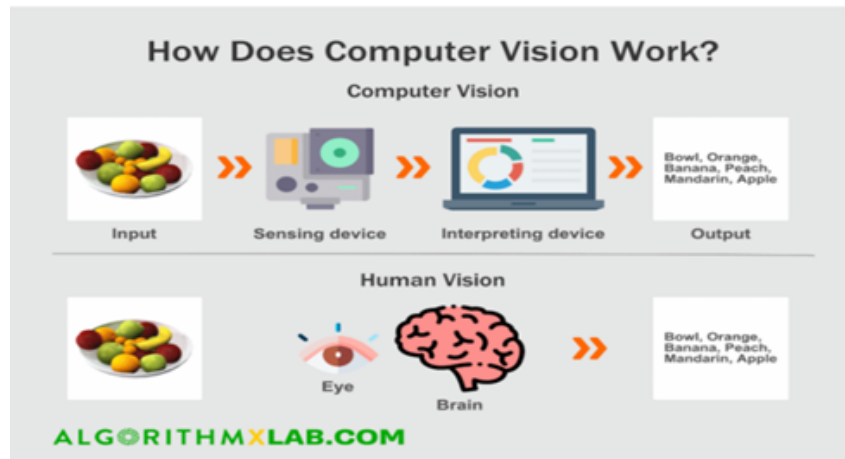 How Does Computer Vision Work?
Computer Vision
Bowl, Orange,
Banana, Peach,
Mandarin, Apple
Input
Sensing device
Interpreting device
Output
Human Vision
Bowl, Orange,
Banana, Peach,
Mandarin, Apple
Eye
Brain
ALGORITHMXLAB.COM